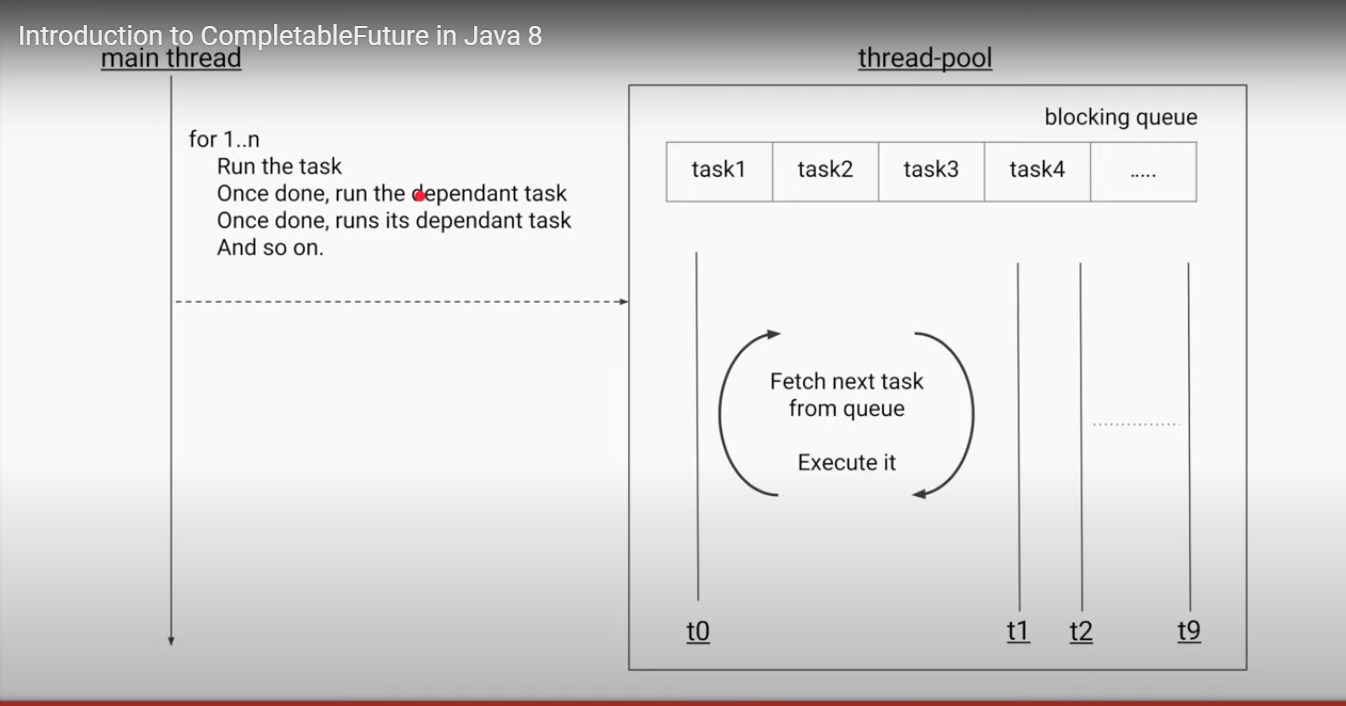 Introduction to CompletableFuture in Java 8
main thread
for 1..n
Run the task
Once done, run the dependant task
Once done, runs its dependant task
And so on.
thread-pool
blocking queue
task1 task2 task3 task4 .....
Fetch next task
from queue
Execute it
t0 t1 t2 t9